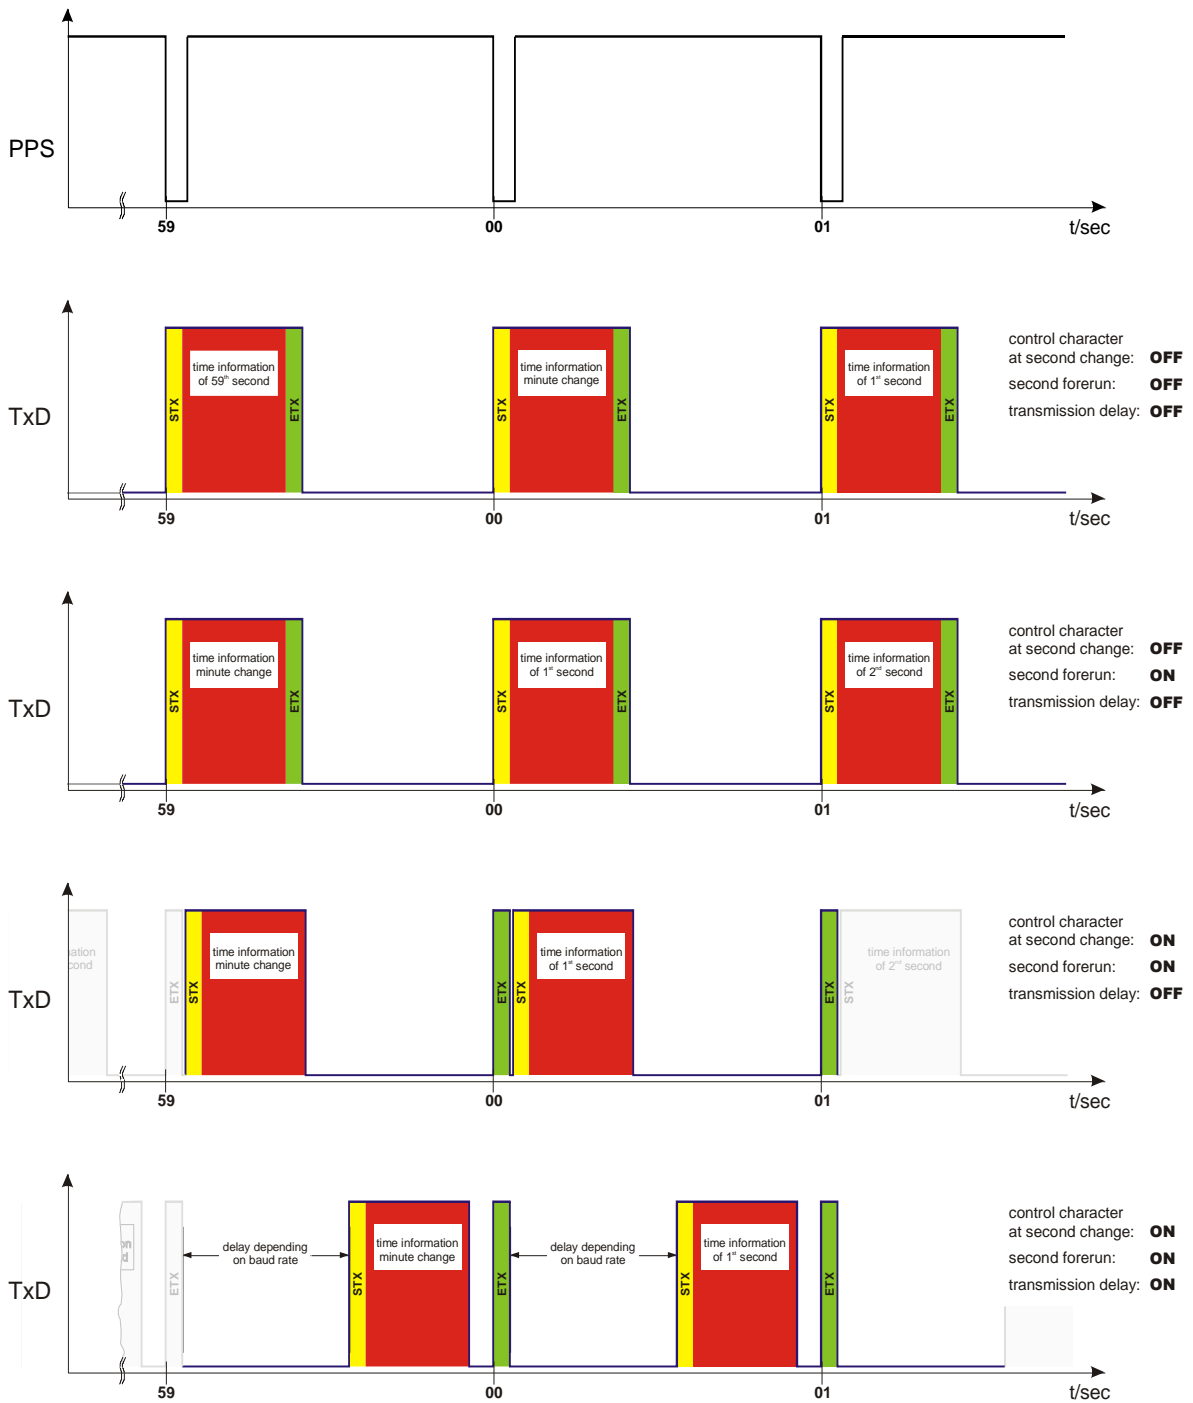 PPS
59
00
01
t/sec
TxD
STX
time information
of 59th second
ETX
STX
time information
minute change
ETX
STX
time information
of 1st second
ETX
control character
at second change: OFF
second forerun: OFF
transmission delay: OFF
59
00
01
t/sec
TxD
STX
time information
minute change
ETX
STX
time information
of 1st second
ETX
STX
time information
of 2nd second
ETX
control character
at second change: OFF
second forerun: ON
transmission delay: OFF
59
00
01
t/sec
TxD
ation
cond
ETX
STX
time information
minute change
ETX
STX
time information
of 1st second
ETX
STX
time information
of 2nd second
control character
at second change: ON
second forerun: ON
transmission delay: OFF
59
00
01
t/sec
TxD
ETX
delay depending
on baud rate
STX
time information
minute change
ETX
delay depending
on baud rate
STX
time information
of 1st second
ETX
control character
at second change: ON
second forerun: ON
transmission delay: ON
59
00
01
t/sec